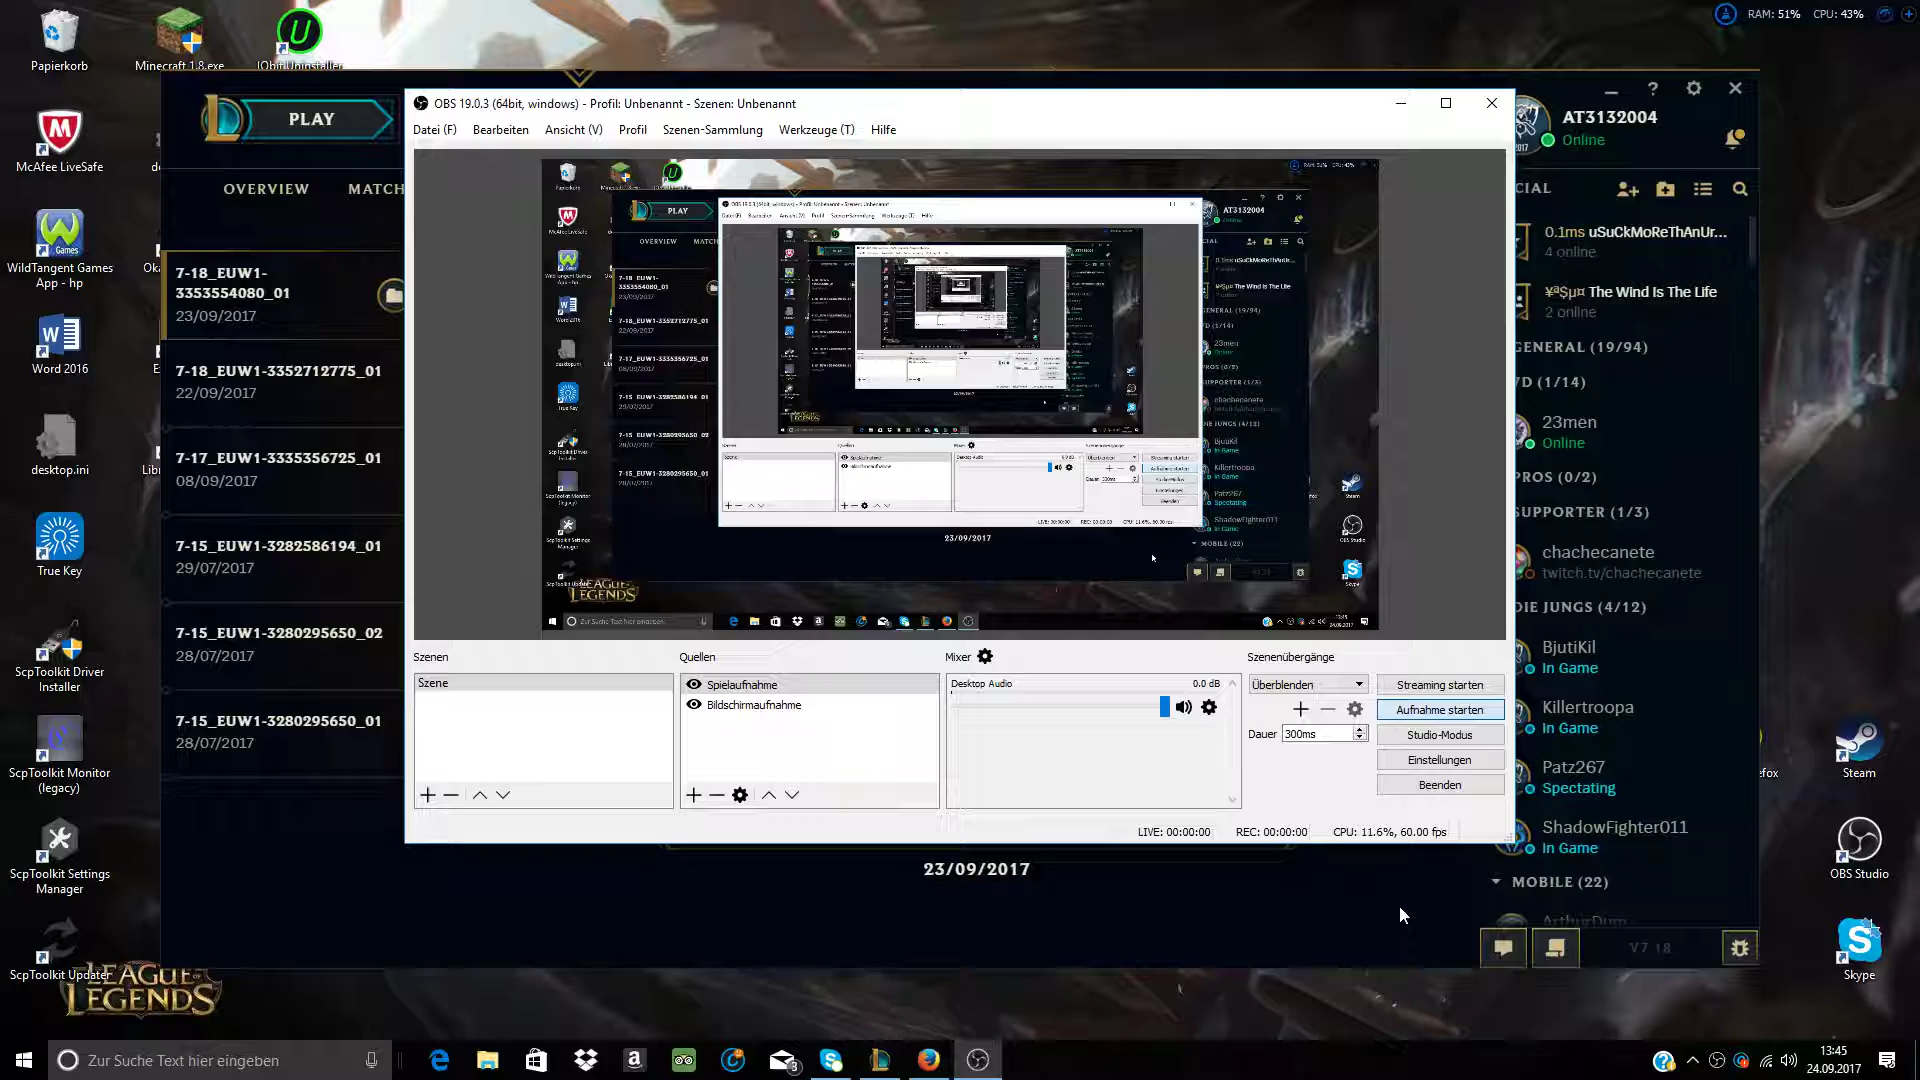 RAM: 51% CPU: 43%
Papierkorb
Minecraft 1.8.exe
IObit Uninstaller
McAfee LiveSafe
WildTangent Games
App - hp
Word 2016
desktop.ini
True Key
ScpToolkit Driver
Installer
ScpToolkit Monitor
(legacy)
ScpToolkit Settings
Manager
ScpToolkit Updater
LEAGUE OF
LEGENDS
PLAY
OVERVIEW MATCH
7-18_EUW1-
3353554080_01
23/09/2017
7-18_EUW1-3352712775_01
22/09/2017
7-17_EUW1-3335356725_01
08/09/2017
7-15_EUW1-3282586194_01
29/07/2017
7-15_EUW1-3280295650_02
28/07/2017
7-15_EUW1-3280295650_01
28/07/2017
OBS 19.0.3 (64bit, windows) - Profil: Unbenannt - Szenen: Unbenannt
Datei (F) Bearbeiten Ansicht (V) Profil Szenen-Sammlung Werkzeuge (T) Hilfe
Szenen
Szene
Quellen
Spielaufnahme
Bildschirmaufnahme
Mixer
Desktop Audio 0.0 dB
Szenenübergänge
Überblenden
Dauer 300ms
Streaming starten
Aufnahme starten
Studio-Modus
Einstellungen
Beenden
LIVE: 00:00:00 REC: 00:00:00 CPU: 11.6%, 60.00 fps
23/09/2017
AT3132004
Online
CIAL
0.1ms uSuCkMoReThAnUr...
4 online
¥ª$µ¤ The Wind Is The Life
2 online
GENERAL (19/94)
VD (1/14)
23men
Online
PROS (0/2)
SUPPORTER (1/3)
chachecanete
twitch.tv/chachecanete
DIE JUNGS (4/12)
BjutiKil
In Game
Killertroopa
In Game
Patz267
Spectating
ShadowFighter011
In Game
MOBILE (22)
V7.18
Steam
OBS Studio
Skype
Zur Suche Text hier eingeben
13:45
24.09.2017